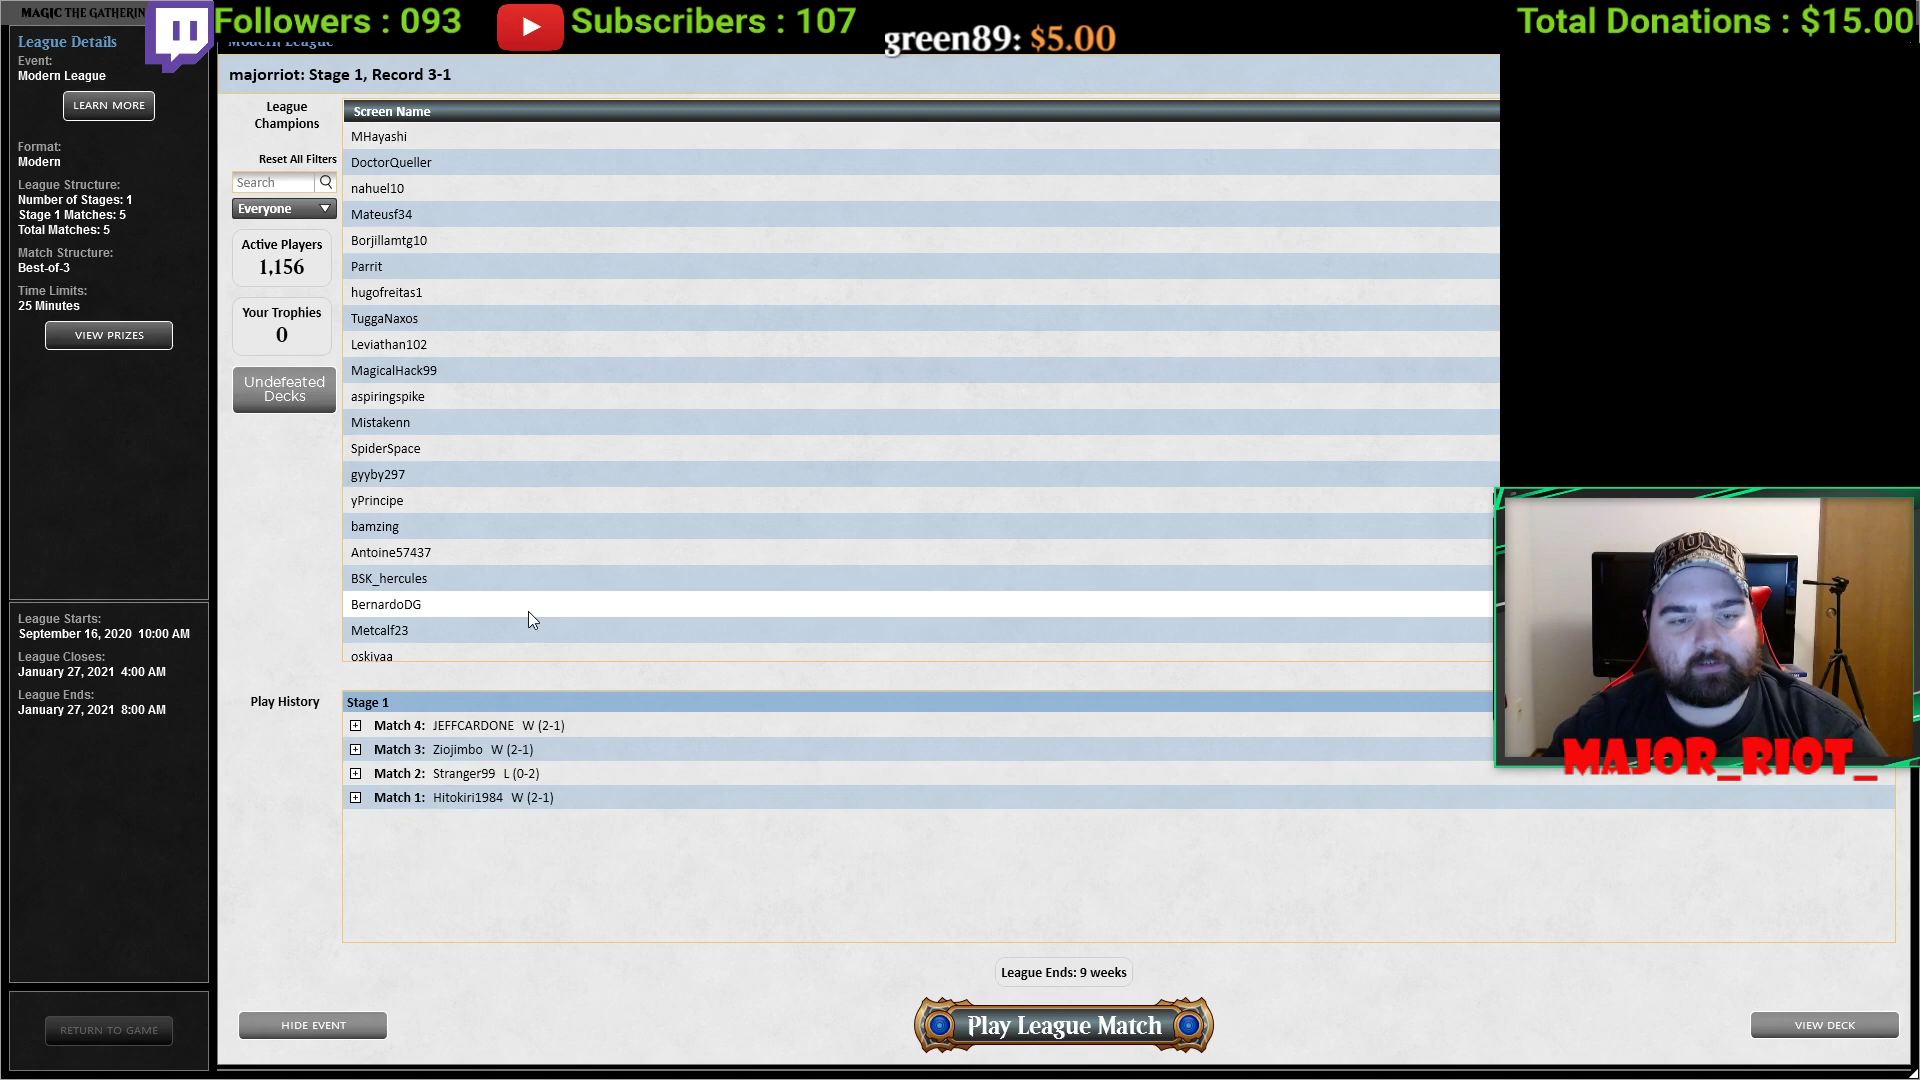 MAGIC THE GATHERIN
Followers : 093
Subscribers : 107
green89: $5.00
Total Donations : $15.00
League Details
Event:
Modern League
LEARN MORE
Format:
Modern
League Structure:
Number of Stages: 1
Stage 1 Matches: 5
Total Matches: 5
Match Structure:
Best-of-3
Time Limits:
25 Minutes
VIEW PRIZES
League Starts:
September 16, 2020 10:00 AM
League Closes:
January 27, 2021 4:00 AM
League Ends:
January 27, 2021 8:00 AM
RETURN TO GAME
Modern League
majorriot: Stage 1, Record 3-1
League
Champions
Reset All Filters
Search
Everyone
Active Players
1,156
Your Trophies
0
Undefeated
Decks
Screen Name
MHayashi
DoctorQueller
nahuel10
Mateusf34
Borjillamtg10
Parrit
hugofreitas1
TuggaNaxos
Leviathan102
MagicalHack99
aspiringspike
Mistakenn
SpiderSpace
gyyby297
yPrincipe
bamzing
Antoine57437
BSK_hercules
BernardoDG
Metcalf23
oskiyaa
Play History
Stage 1
Match 4: JEFFCARDONE W (2-1)
Match 3: Ziojimbo W (2-1)
Match 2: Stranger99 L (0-2)
Match 1: Hitokiri1984 W (2-1)
HUNT
MAJOR_RIOT_
League Ends: 9 weeks
HIDE EVENT
Play League Match
VIEW DECK